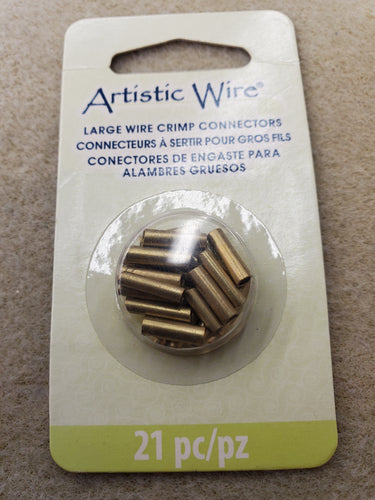 Artistic Wire®
LARGE WIRE CRIMP CONNECTORS
CONNECTEURS À SERTIR POUR GROS FILS
CONECTORES DE ENGASTE PARA
ALAMBRES GRUESOS
21 pc/pz